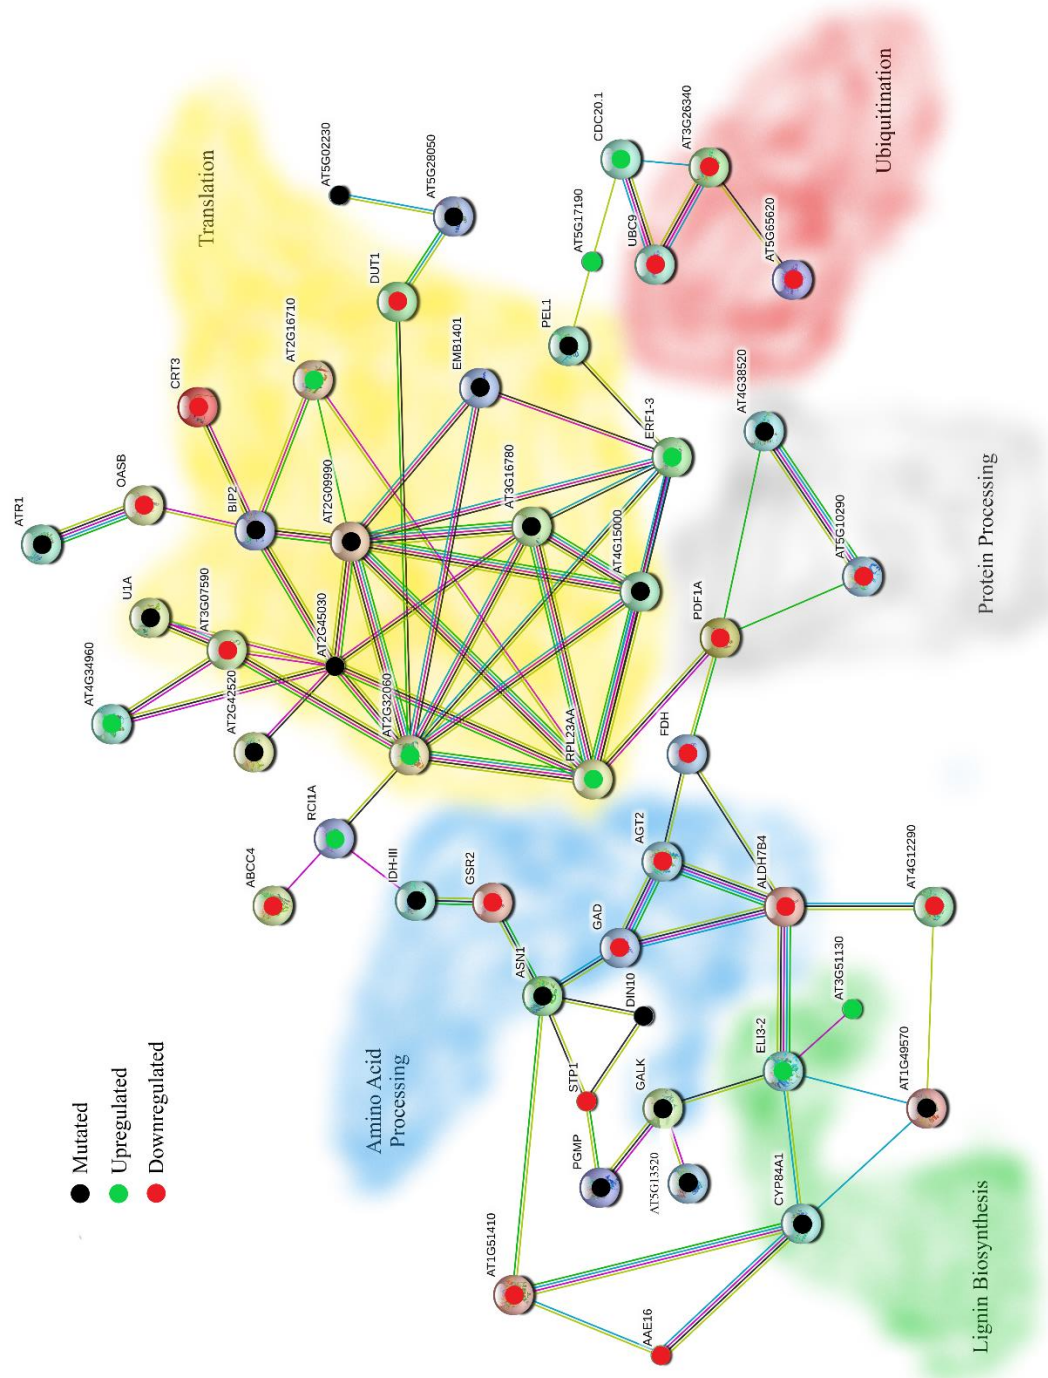 Mutated
Upregulated
Downregulated
Translation
Ubiquitination
Protein Processing
Amino Acid
Processing
Lignin Biosynthesis
AT5G02230
AT5G28050
DUT1
CDC20.1
AT3G26340
AT5G17190
UBC9
AT5G65620
PEL1
AT2G16710
CRT3
EMB1401
OASB
ATR1
BIP2
AT2G09990
AT3G16780
ERF1-3
AT4G15000
AT4G38520
AT5G10290
PDF1A
U1A
AT3G07590
AT4G34960
AT2G45030
AT2G42520
AT2G32060
RPL23AA
FDH
RCI1A
ABCC4
IDH-III
GSR2
AGT2
GAD
ALDH7B4
AT4G12290
ASN1
DIN10
AT3G51130
ELI3-2
STP1
GALK
AT1G49570
PGMP
AT5G13520
CYP84A1
AT1G51410
AAE16